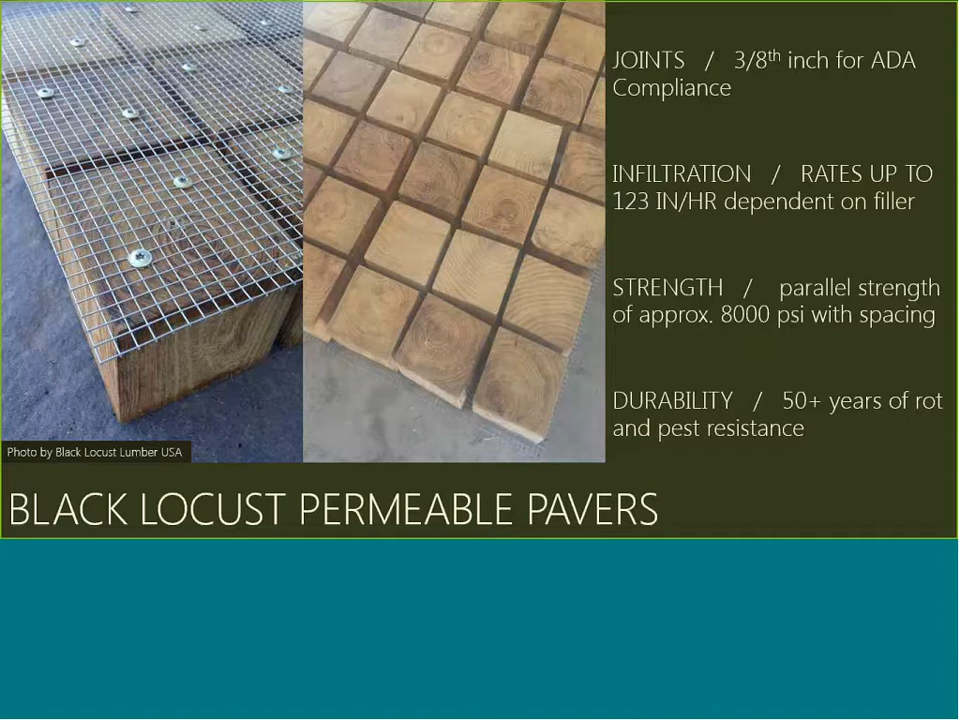 JOINTS / 3/8th inch for ADA
Compliance
INFILTRATION / RATES UP TO
123 IN/HR dependent on filler
STRENGTH / parallel strength
of approx. 8000 psi with spacing
DURABILITY / 50+ years of rot
and pest resistance
Photo by Black Locust Lumber USA
BLACK LOCUST PERMEABLE PAVERS